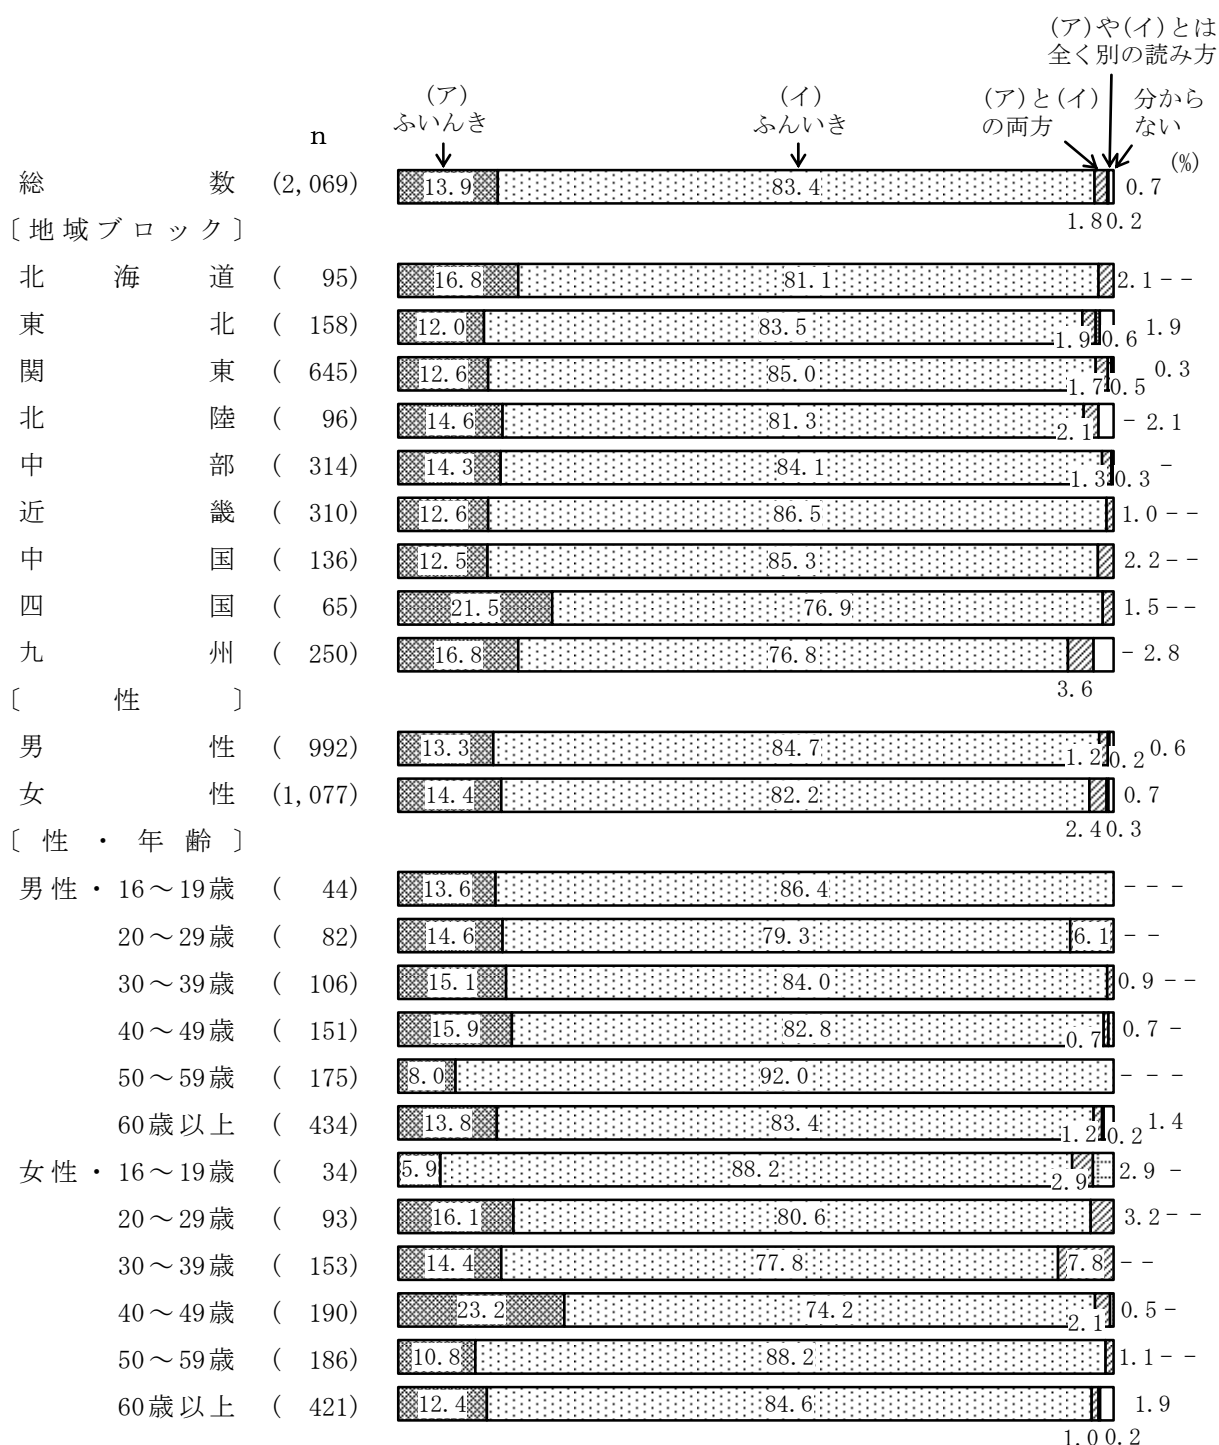 (ア)や(イ)とは
全く別の読み方
(ア) (イ) (ア)と(イ) 分から
ふいんき ふんいき の両方 ない
n
(%)
総数 (2,069) 13.9 83.4 0.7
1.8 0.2
〔地域ブロック〕
北海道 (95) 16.8 81.1 2.1 - -
東北 (158) 12.0 83.5 1.9 0.6 1.9
関東 (645) 12.6 85.0 1.7 0.5 0.3
北陸 (96) 14.6 81.3 2.1 - 2.1
中部 (314) 14.3 84.1 1.3 0.3 -
近畿 (310) 12.6 86.5 1.0 - -
中国 (136) 12.5 85.3 2.2 - -
四国 (65) 21.5 76.9 1.5 - -
九州 (250) 16.8 76.8 - 2.8
3.6
〔性〕
男性 (992) 13.3 84.7 1.2 0.2 0.6
女性 (1,077) 14.4 82.2 0.7
2.4 0.3
〔性・年齢〕
男性・16～19歳 (44) 13.6 86.4 - - -
20～29歳 (82) 14.6 79.3 6.1 - -
30～39歳 (106) 15.1 84.0 0.9 - -
40～49歳 (151) 15.9 82.8 0.7 0.7 -
50～59歳 (175) 8.0 92.0 - - -
60歳以上 (434) 13.8 83.4 1.2 0.2 1.4
女性・16～19歳 (34) 5.9 88.2 2.9 2.9 -
20～29歳 (93) 16.1 80.6 3.2 - -
30～39歳 (153) 14.4 77.8 7.8 - -
40～49歳 (190) 23.2 74.2 2.1 0.5 -
50～59歳 (186) 10.8 88.2 1.1 - -
60歳以上 (421) 12.4 84.6 1.9
1.0 0.2